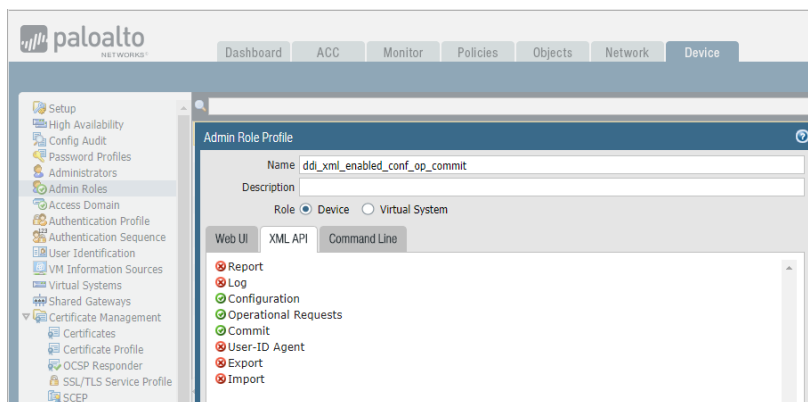 paloalto
NETWORKS®
Dashboard ACC Monitor Policies Objects Network Device
Setup
High Availability
Config Audit
Password Profiles
Administrators
Admin Roles
Access Domain
Authentication Profile
Authentication Sequence
User Identification
VM Information Sources
Virtual Systems
Shared Gateways
Certificate Management
Certificates
Certificate Profile
OCSP Responder
SSL/TLS Service Profile
SCEP
Admin Role Profile
Name ddi_xml_enabled_conf_op_commit
Description
Role Device Virtual System
Web UI XML API Command Line
Report
Log
Configuration
Operational Requests
Commit
User-ID Agent
Export
Import